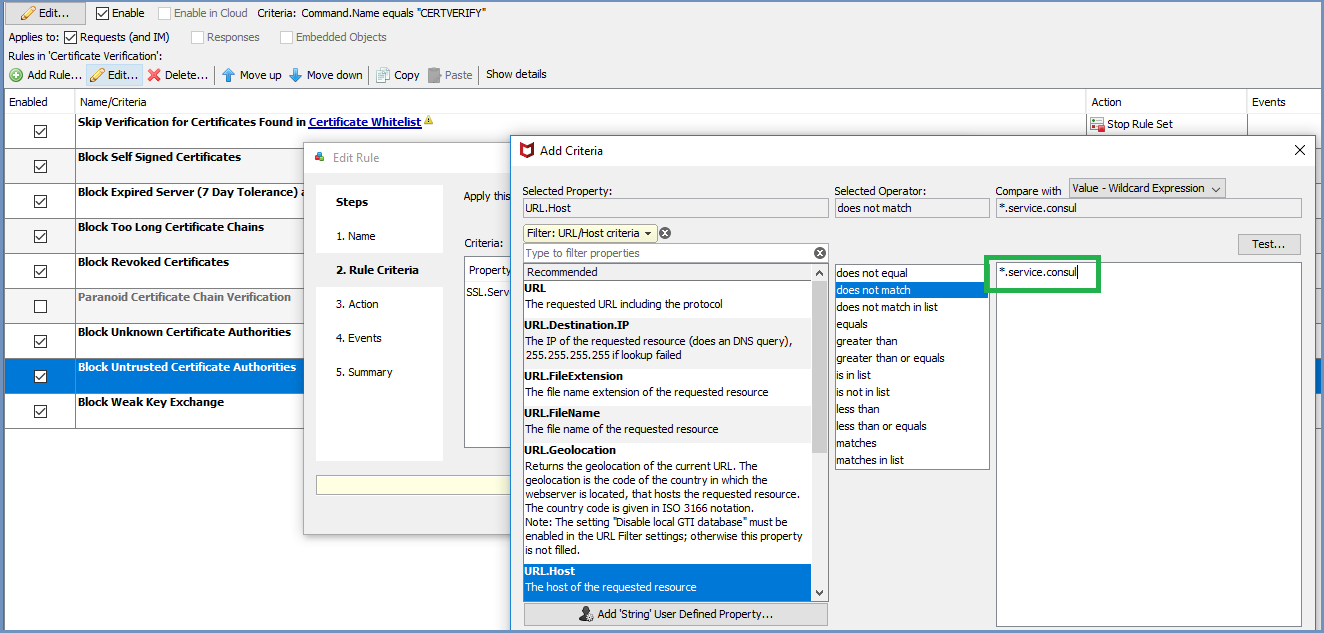 Edit... Enable Enable in Cloud Criteria: Command.Name equals "CERTVERIFY"
Applies to: Requests (and IM) Responses Embedded Objects
Rules in 'Certificate Verification':
Add Rule... Edit... Delete... Move up Move down Copy Paste Show details
Enabled Name/Criteria Action Events
Skip Verification for Certificates Found in Certificate Whitelist Stop Rule Set
Block Self Signed Certificates
Block Expired Server (7 Day Tolerance) a
Block Too Long Certificate Chains
Block Revoked Certificates
Paranoid Certificate Chain Verification
Block Unknown Certificate Authorities
Block Untrusted Certificate Authorities
Block Weak Key Exchange
Edit Rule
Steps
1. Name
2. Rule Criteria
3. Action
4. Events
5. Summary
Apply this
Criteria:
Property
SSL.Serv
Add Criteria
Selected Property:
URL.Host
Filter: URL/Host criteria
Type to filter properties
Recommended
URL
The requested URL including the protocol
URL.Destination.IP
The IP of the requested resource (does an DNS query),
255.255.255.255 if lookup failed
URL.FileExtension
The file name extension of the requested resource
URL.FileName
The file name of the requested resource
URL.Geolocation
Returns the geolocation of the current URL. The
geolocation is the code of the country in which the
webserver is located, that hosts the requested resource.
The country code is given in ISO 3166 notation.
Note: The setting "Disable local GTI database" must be
enabled in the URL Filter settings; otherwise this property
is not filled.
URL.Host
The host of the requested resource
Add 'String' User Defined Property...
Selected Operator:
does not match
does not equal
does not match
does not match in list
equals
greater than
greater than or equals
is in list
is not in list
less than
less than or equals
matches
matches in list
Compare with Value - Wildcard Expression
*.service.consul
Test...
*.service.consul